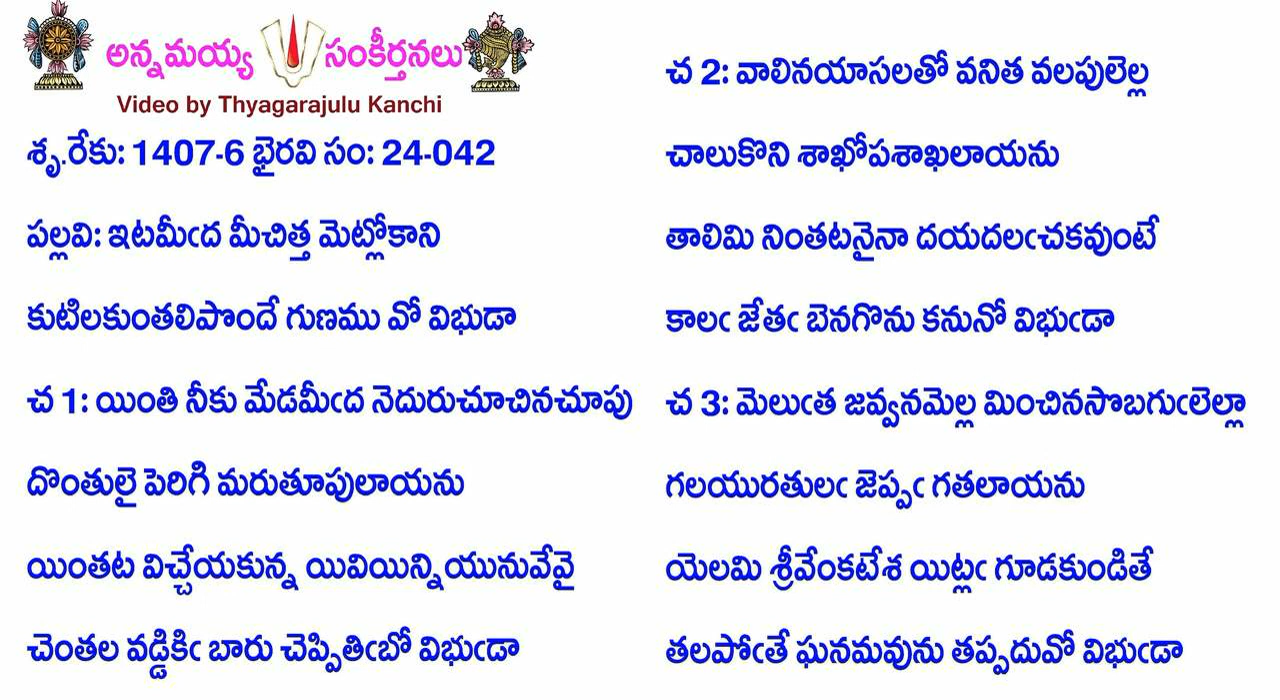 అన్నమయ్య సంకీర్తనలు
Video by Thyagarajulu Kanchi
శృ.రేకు: 1407-6 భైరవి సం: 24-042
పల్లవి: ఇటమీఁద మీచిత్త మెట్లోకాని
కుటిలకుంతలిపొందే గుణము వో విభుడా
చ 1: యింతి నీకు మేడమీఁద నెదురుచూచినచూపు
దొంతులై పెరిగి మరుతూపులాయను
యింతట విచ్చేయకున్న యివియిన్నియునువేవై
చెంతల వడ్డికిఁ బారు చెప్పితిఁబో విభుఁడా
చ 2: వాలినయాసలతో వనిత వలపులెల్ల
చాలుకొని శాఖోపశాఖలాయను
తాలిమి నింతటనైనా దయదలఁచకవుంటే
కాలఁ జేతఁ బెనగొను కనునో విభుఁడా
చ 3: మెలుఁత జవ్వనమెల్ల మించినసొబగుఁలెల్లా
గలయురతులఁ జెప్పఁ గతలాయను
యెలమి శ్రీవేంకటేశ యిట్లఁ గూడకుండితే
తలపోఁతే ఘనమవును తప్పదువో విభుఁడా